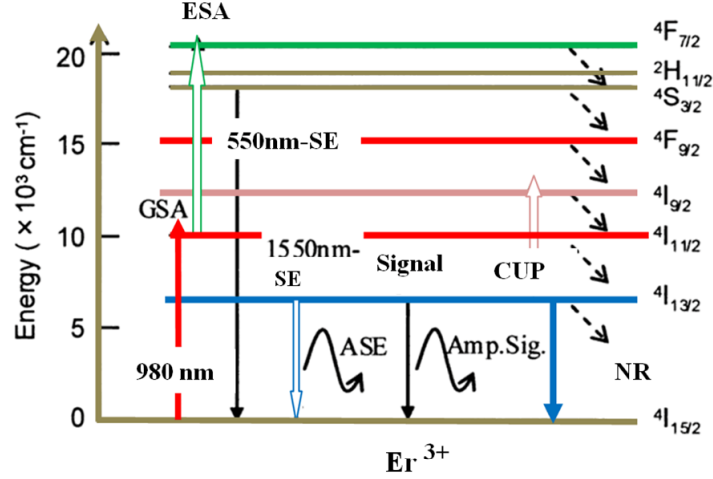 ESA
⁴F₇/₂
20
²H₁₁/₂
⁴S₃/₂
15
550nm-SE
⁴F₉/₂
Energy ( × 10³ cm⁻¹)
GSA
⁴I₉/₂
10
⁴I₁₁/₂
1550nm-
SE
Signal
CUP
⁴I₁₃/₂
5
980 nm
ASE
Amp.Sig.
NR
0
⁴I₁₅/₂
Er ³⁺